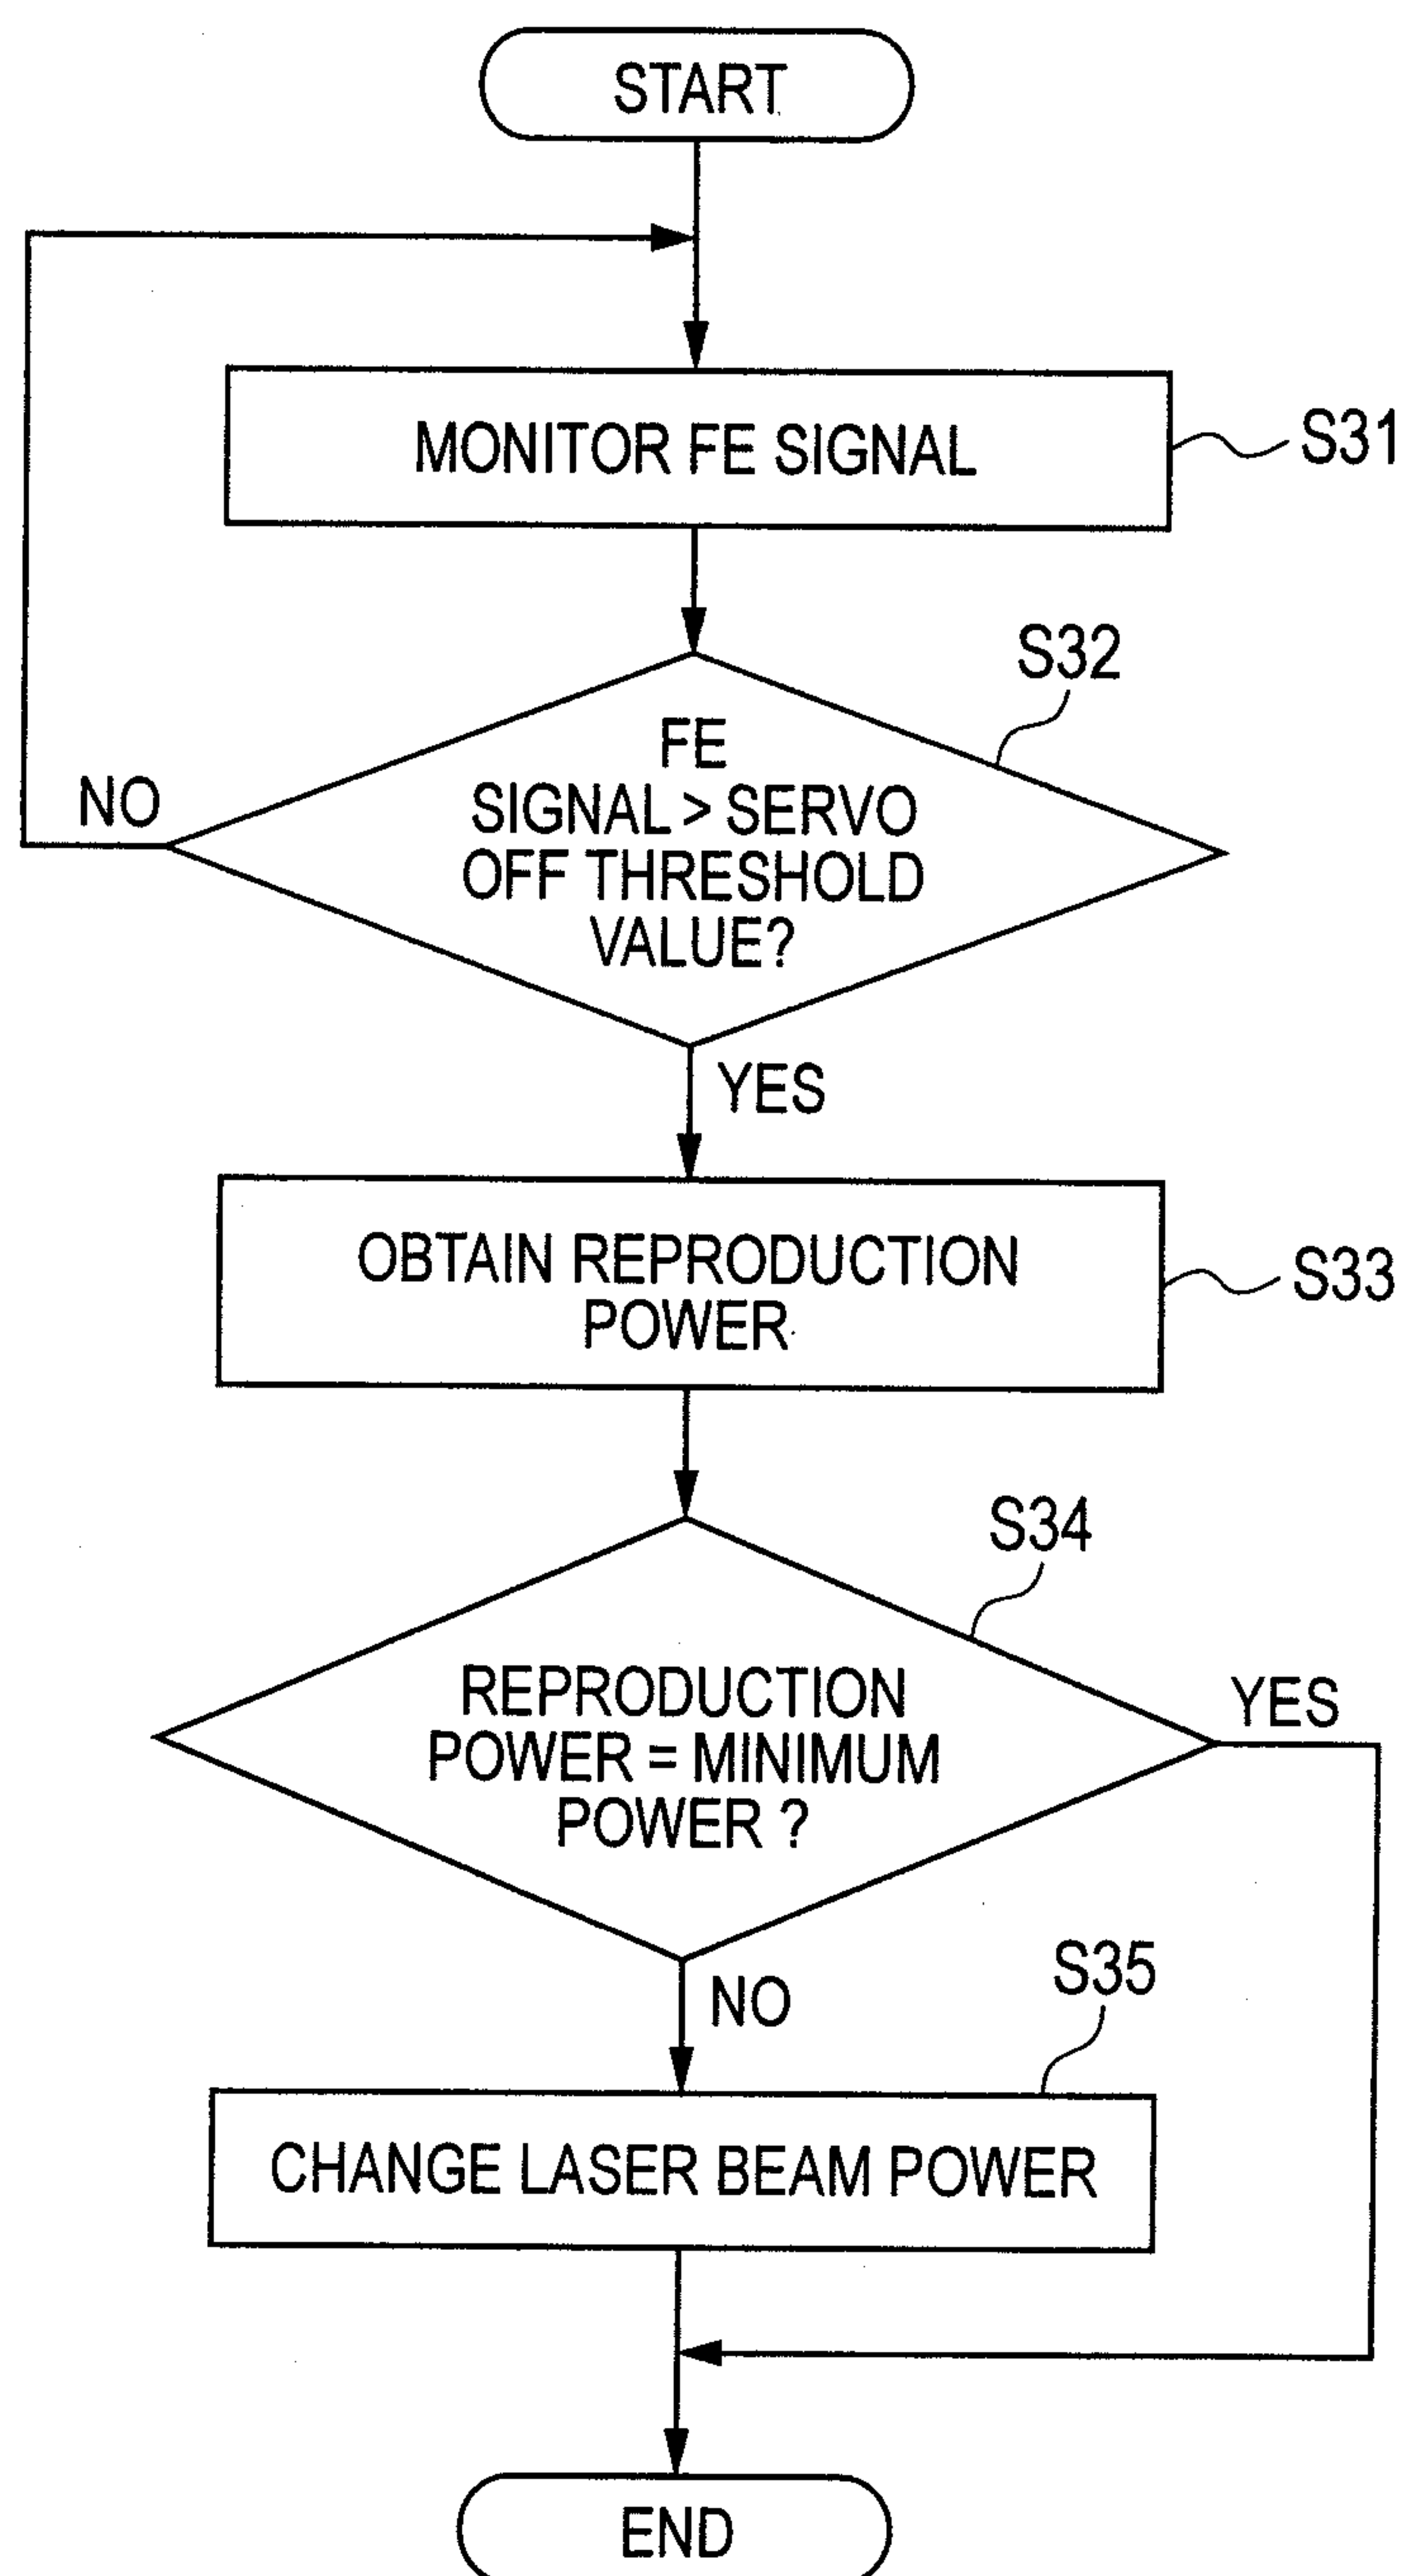 START
MONITOR FE SIGNAL
S31
S32
FE
SIGNAL > SERVO
OFF THRESHOLD
VALUE?
NO
YES
OBTAIN REPRODUCTION
POWER
S33
S34
REPRODUCTION
POWER = MINIMUM
POWER ?
YES
NO
S35
CHANGE LASER BEAM POWER
END